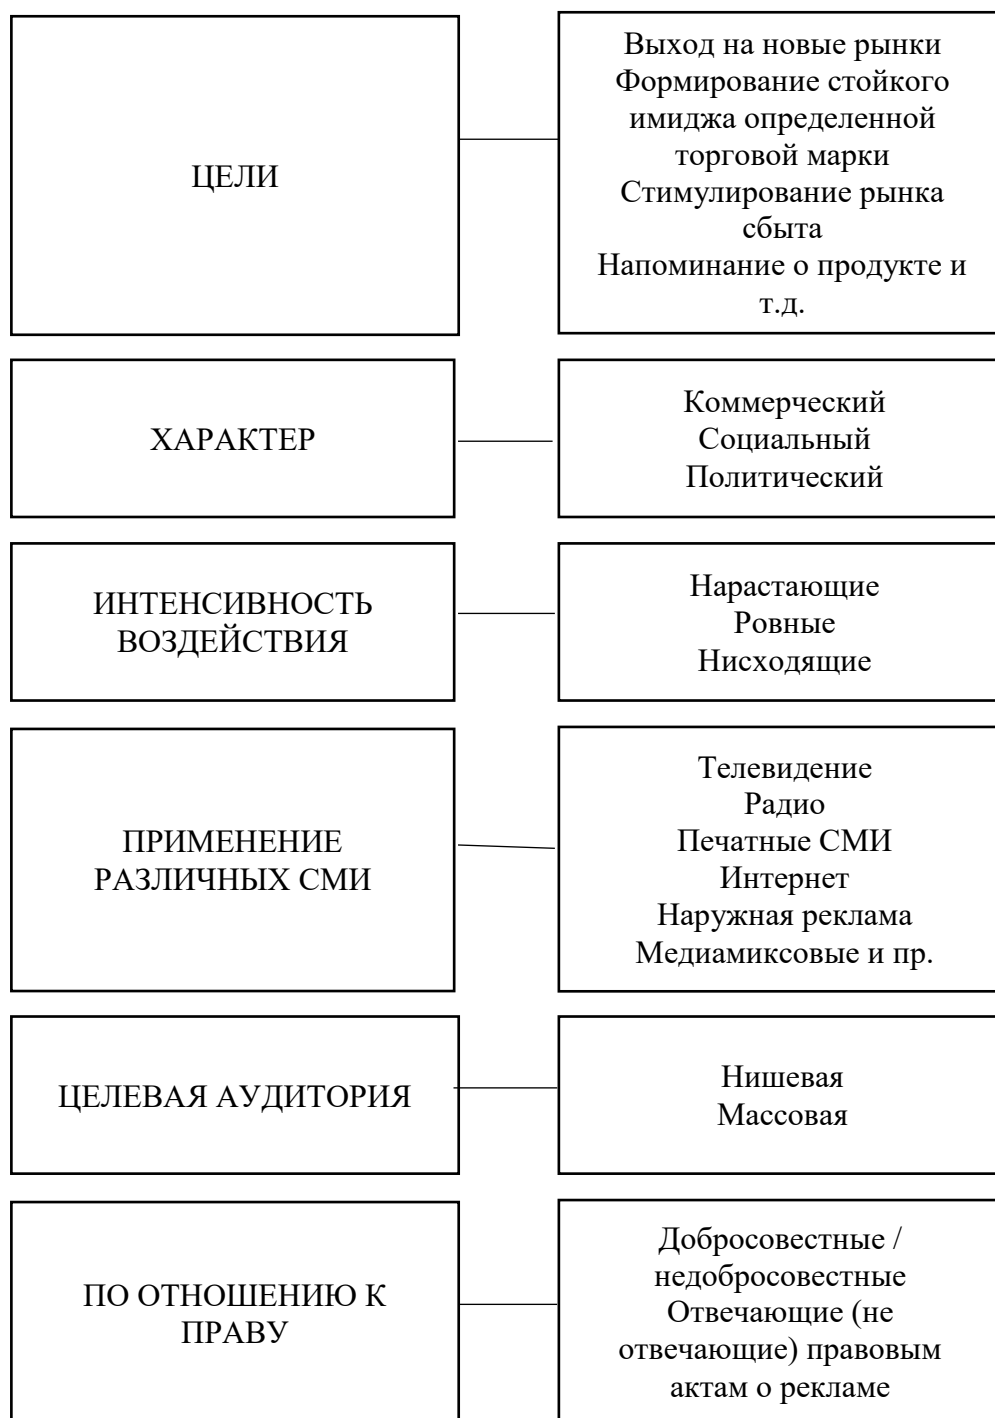 ЦЕЛИ
Выход на новые рынки
Формирование стойкого
имиджа определенной
торговой марки
Стимулирование рынка
сбыта
Напоминание о продукте и
т.д.
ХАРАКТЕР
Коммерческий
Социальный
Политический
ИНТЕНСИВНОСТЬ
ВОЗДЕЙСТВИЯ
Нарастающие
Ровные
Нисходящие
ПРИМЕНЕНИЕ
РАЗЛИЧНЫХ СМИ
Телевидение
Радио
Печатные СМИ
Интернет
Наружная реклама
Медиамиксовые и пр.
ЦЕЛЕВАЯ АУДИТОРИЯ
Нишевая
Массовая
ПО ОТНОШЕНИЮ К
ПРАВУ
Добросовестные /
недобросовестные
Отвечающие (не
отвечающие) правовым
актам о рекламе